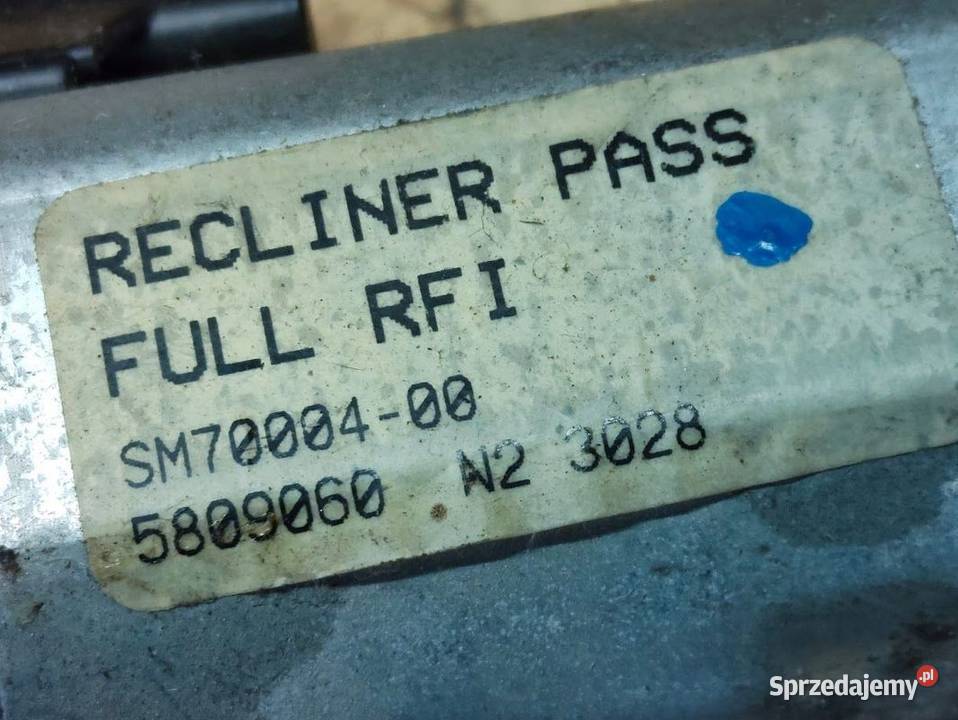 RECLINER PASS
FULL RFI
SM70004-00
5809060 N2 3028
Sprzedajemy.pl